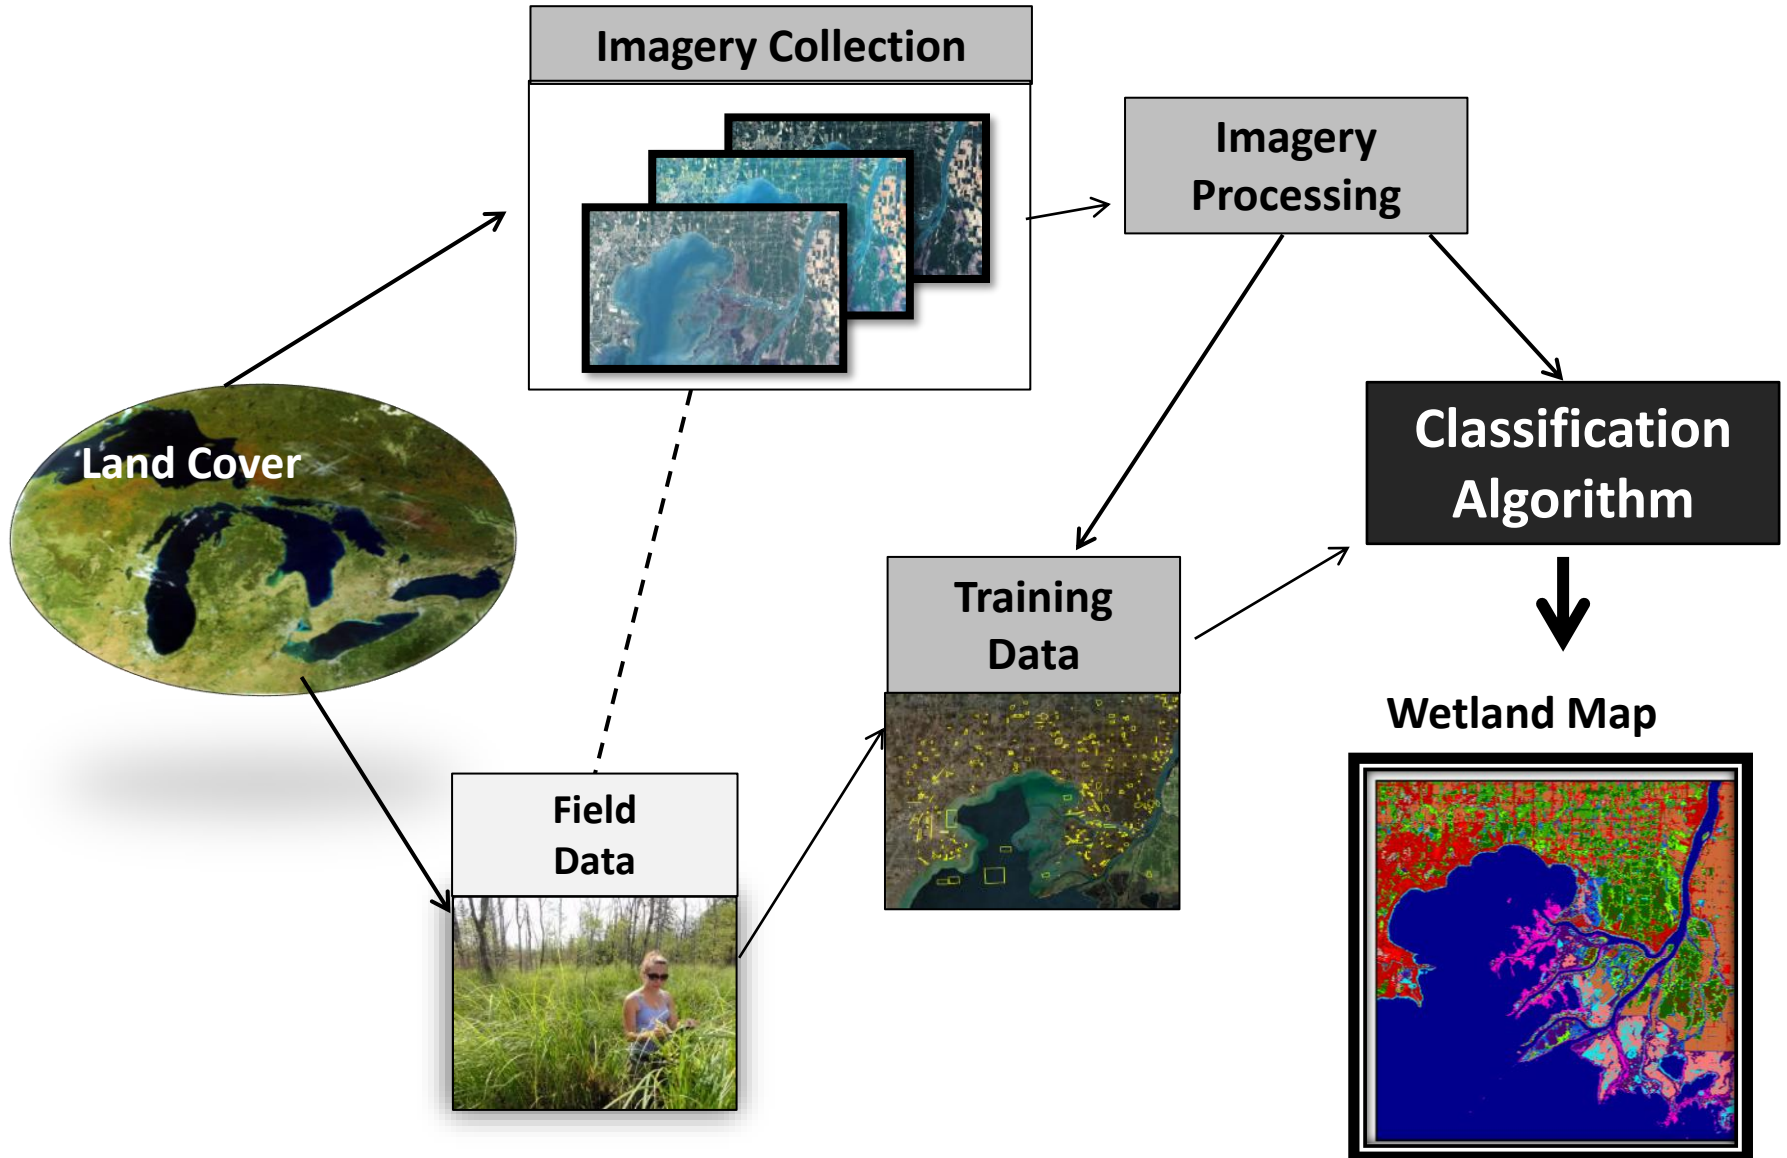 Imagery Collection
Imagery
Processing
Land Cover
Classification
Algorithm
Training
Data
Wetland Map
Field
Data